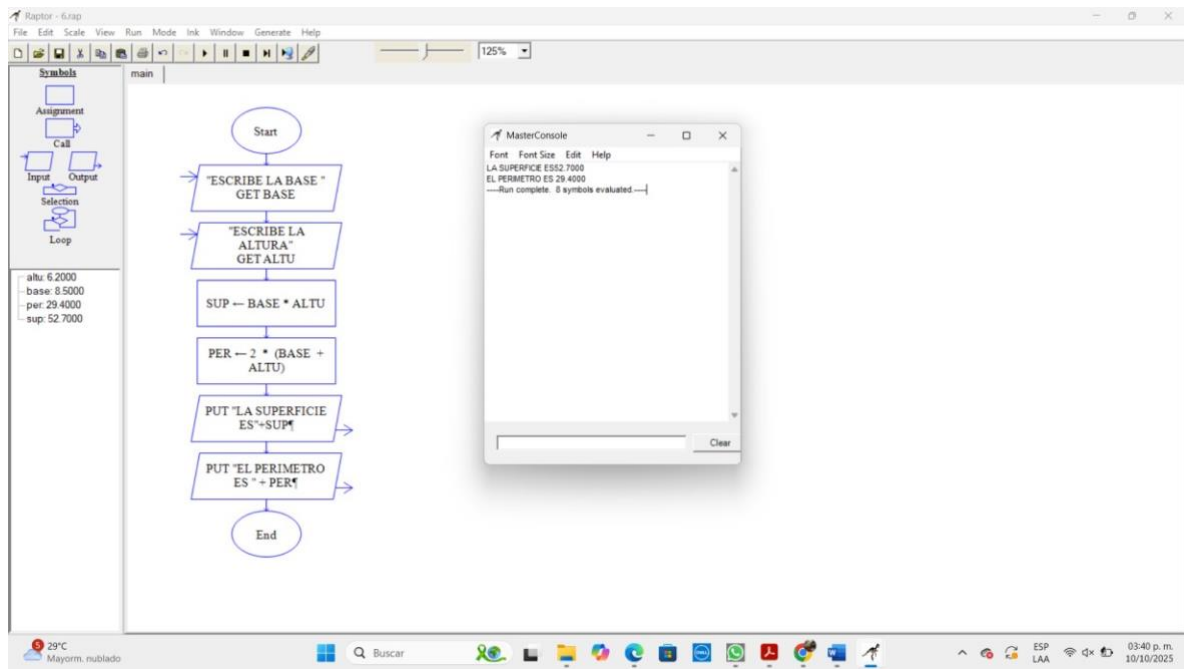 Raptor - 6.rap
File Edit Scale View Run Mode Ink Window Generate Help
125%
Symbols
main
Assignment
Call
Input Output
Selection
Loop
altu: 6.2000
base: 8.5000
per: 29.4000
sup: 52.7000
Start
"ESCRIBE LA BASE "
GET BASE
"ESCRIBE LA
ALTURA"
GET ALTU
SUP ← BASE * ALTU
PER ← 2 * (BASE +
ALTU)
PUT "LA SUPERFICIE
ES"+SUP¶
PUT "EL PERIMETRO
ES " + PER¶
End
MasterConsole
Font Font Size Edit Help
LA SUPERFICIE ES52.7000
EL PERIMETRO ES 29.4000
----Run complete. 8 symbols evaluated.----
Clear
5
29°C
Mayorm. nublado
Buscar
ESP
LAA
03:40 p. m.
10/10/2025